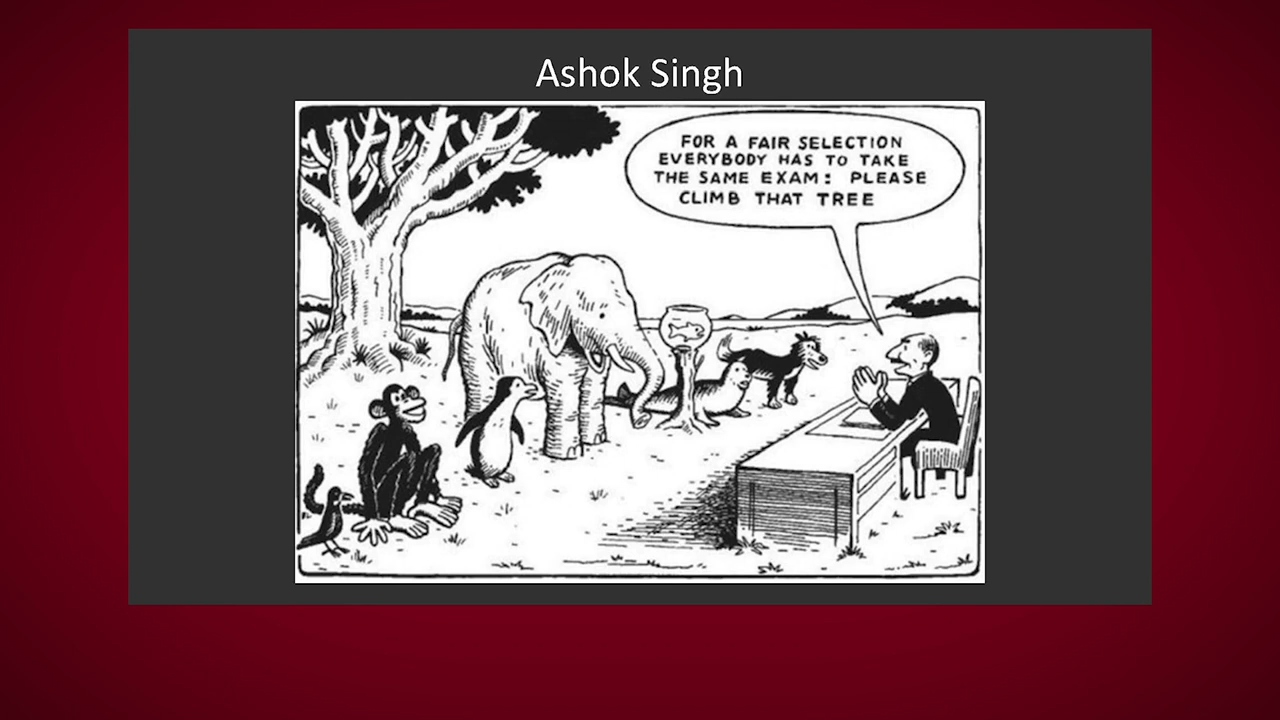 Ashok Singh
FOR A FAIR SELECTION
EVERYBODY HAS TO TAKE
THE SAME EXAM: PLEASE
CLIMB THAT TREE